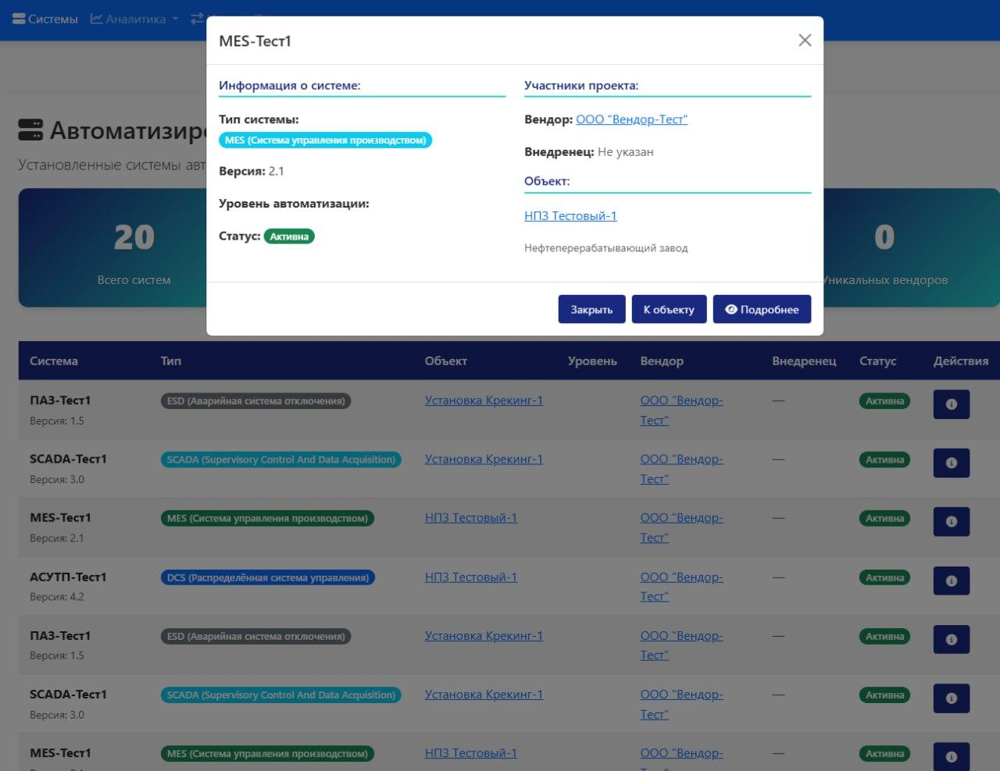 Системы
Аналитика
MES-Тест1
Информация о системе:
Тип системы:
MES (Система управления производством)
Версия: 2.1
Уровень автоматизации:
Статус: Активна
Участники проекта:
Вендор: ООО "Вендор-Тест"
Внедренец: Не указан
Объект:
НПЗ Тестовый-1
Нефтеперерабатывающий завод
Закрыть
К объекту
Подробнее
20
Всего систем
0
Уникальных вендоров
Система Тип Объект Уровень Вендор Внедренец Статус Действия
ПАЗ-Тест1 ESD (Аварийная система отключения) Установка Крекинг-1 ООО "Вендор- — Активна
Версия: 1.5 Тест"
SCADA-Тест1 SCADA (Supervisory Control And Data Acquisition) Установка Крекинг-1 ООО "Вендор- — Активна
Версия: 3.0 Тест"
MES-Тест1 MES (Система управления производством) НПЗ Тестовый-1 ООО "Вендор- — Активна
Версия: 2.1 Тест"
АСУТП-Тест1 DCS (Распределённая система управления) НПЗ Тестовый-1 ООО "Вендор- — Активна
Версия: 4.2 Тест"
ПАЗ-Тест1 ESD (Аварийная система отключения) Установка Крекинг-1 ООО "Вендор- — Активна
Версия: 1.5 Тест"
SCADA-Тест1 SCADA (Supervisory Control And Data Acquisition) Установка Крекинг-1 ООО "Вендор- — Активна
Версия: 3.0 Тест"
MES-Тест1 MES (Система управления производством) НПЗ Тестовый-1 ООО "Вендор- — Активна